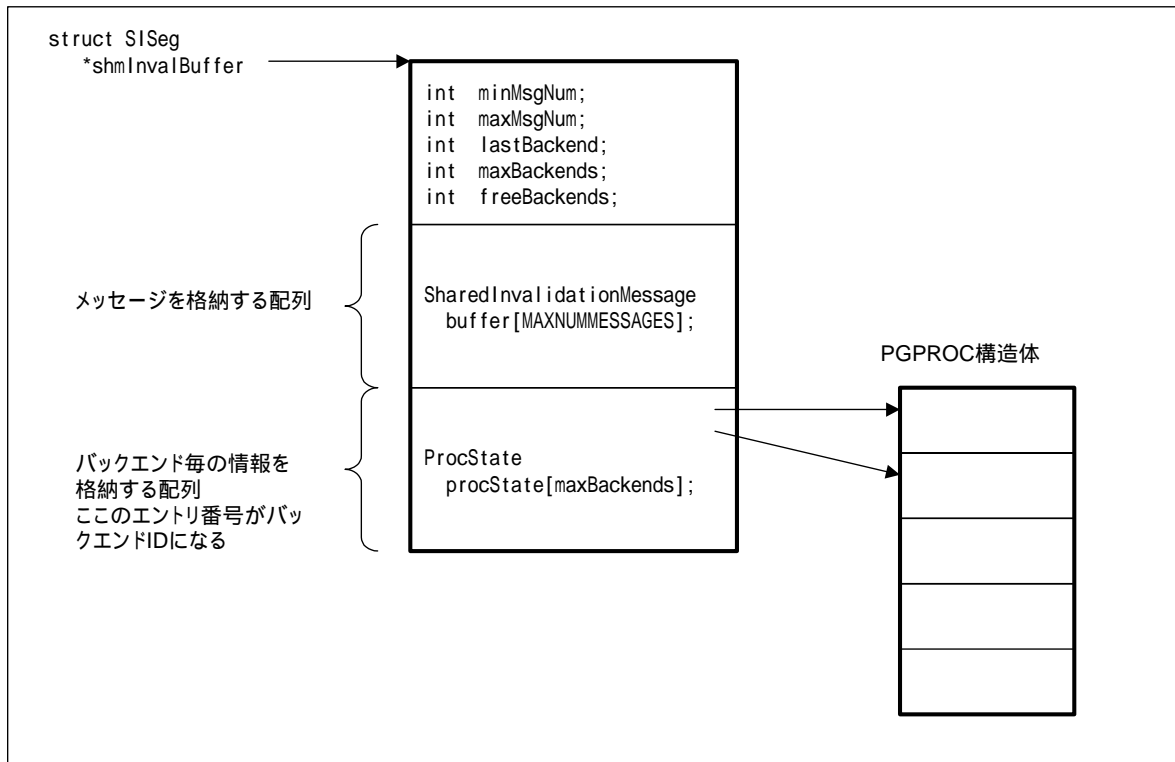 struct SISeg
*shmInvalBuffer
int minMsgNum;
int maxMsgNum;
int lastBackend;
int maxBackends;
int freeBackends;
メッセージを格納する配列
SharedInvalidationMessage
buffer[MAXNUMMESSAGES];
PGPROC構造体
バックエンド毎の情報を
格納する配列
ここのエントリ番号がバッ
クエンドIDになる
ProcState
procState[maxBackends];